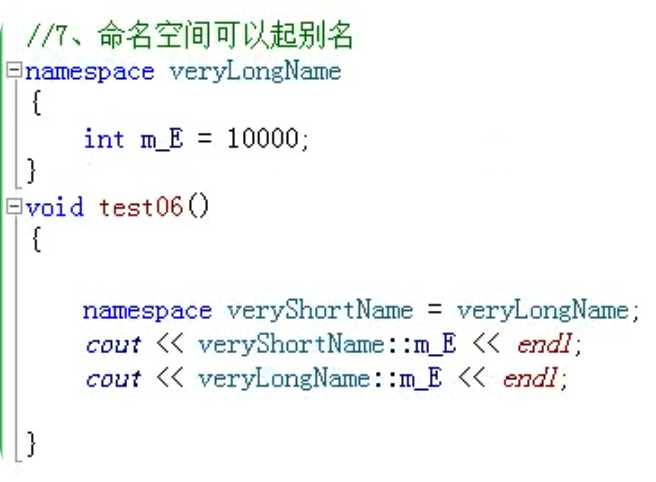 //7、命名空间可以起别名
namespace veryLongName
{
int m_E = 10000;
}
void test06()
{
namespace veryShortName = veryLongName;
cout << veryShortName::m_E << endl;
cout << veryLongName::m_E << endl;
}